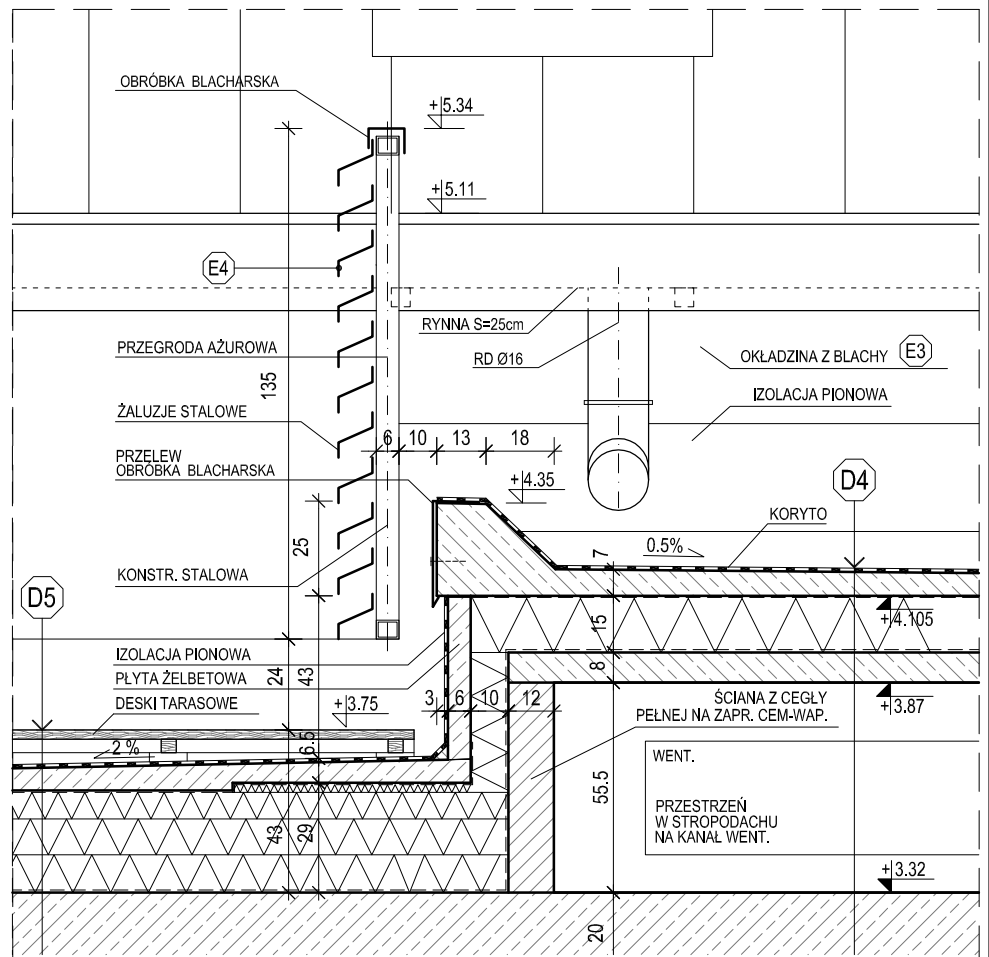 OBRÓBKA BLACHARSKA
+5.34
+5.11
E4
RYNNA S=25cm
PRZEGRODA AŻUROWA
RD Ø16
OKŁADZINA Z BLACHY
E3
135
IZOLACJA PIONOWA
ŻALUZJE STALOWE
6 10 13 18
PRZELEW
OBRÓBKA BLACHARSKA
+4.35
D4
KORYTO
25
7
0.5%
KONSTR. STALOWA
D5
+4.105
15
IZOLACJA PIONOWA
8
24
43
PŁYTA ŻELBETOWA
DESKI TARASOWE
+3.75
3 6 10 12
ŚCIANA Z CEGŁY
PEŁNEJ NA ZAPR. CEM-WAP.
+3.87
2 %
6.5
WENT.
55.5
PRZESTRZEŃ
W STROPODACHU
NA KANAŁ WENT.
43
29
+3.32
20